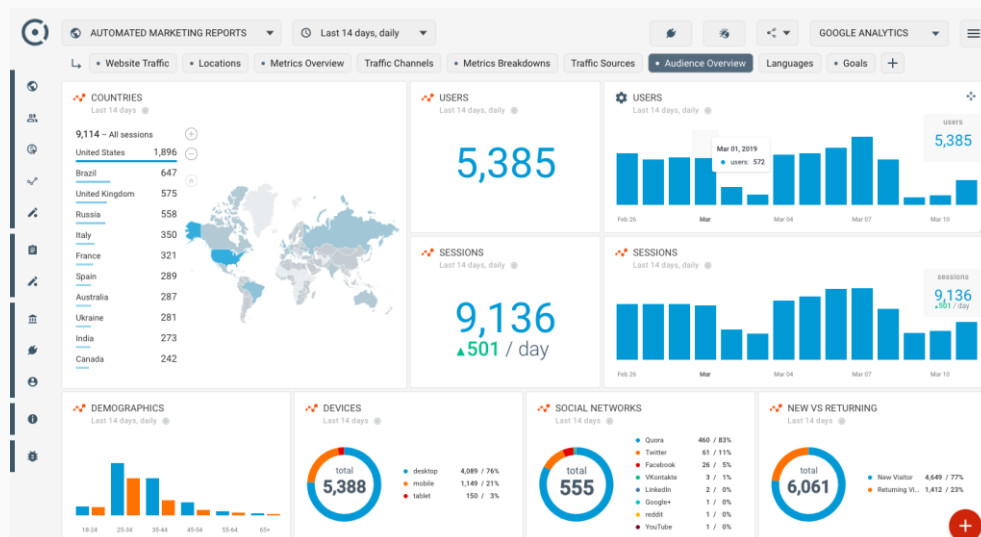 AUTOMATED MARKETING REPORTS
Last 14 days, daily
GOOGLE ANALYTICS
Website Traffic
Locations
Metrics Overview
Traffic Channels
Metrics Breakdowns
Traffic Sources
Audience Overview
Languages
Goals
COUNTRIES
Last 14 days
9,114 – All sessions
United States 1,896
Brazil 647
United Kingdom 575
Russia 558
Italy 350
France 321
Spain 289
Australia 287
Ukraine 281
India 273
Canada 242
USERS
Last 14 days, daily
5,385
USERS
Last 14 days, daily
users
5,385
Mar 01, 2019
users: 572
Feb 26 Mar Mar 04 Mar 07 Mar 10
SESSIONS
Last 14 days, daily
9,136
501 / day
SESSIONS
Last 14 days, daily
sessions
9,136
501 / day
Feb 26 Mar Mar 04 Mar 07 Mar 10
DEMOGRAPHICS
Last 14 days, daily
18-24 25-34 35-44 45-54 55-64 65+
DEVICES
Last 14 days
total
5,388
desktop 4,089 / 76%
mobile 1,149 / 21%
tablet 150 / 3%
SOCIAL NETWORKS
Last 14 days
total
555
Quora 460 / 83%
Twitter 61 / 11%
Facebook 26 / 5%
VKontakte 3 / 1%
LinkedIn 2 / 0%
Google+ 1 / 0%
reddit 1 / 0%
YouTube 1 / 0%
NEW VS RETURNING
Last 14 days
total
6,061
New Visitor 4,649 / 77%
Returning Vi... 1,412 / 23%